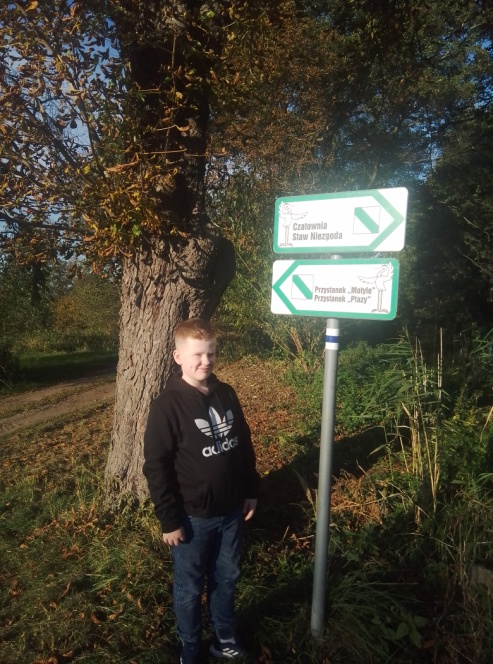 Czatownia
Staw Niezgoda
Przystanek „Motyle"
Przystanek „Płazy"
adidas